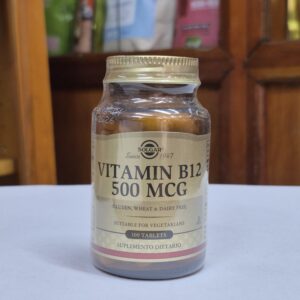 SOLGAR
Since 1947
VITAMIN B12
500 MCG
GLUTEN, WHEAT & DAIRY FREE
SUITABLE FOR VEGETARIANS
100 TABLETS
SUPLEMENTO DIETARIO